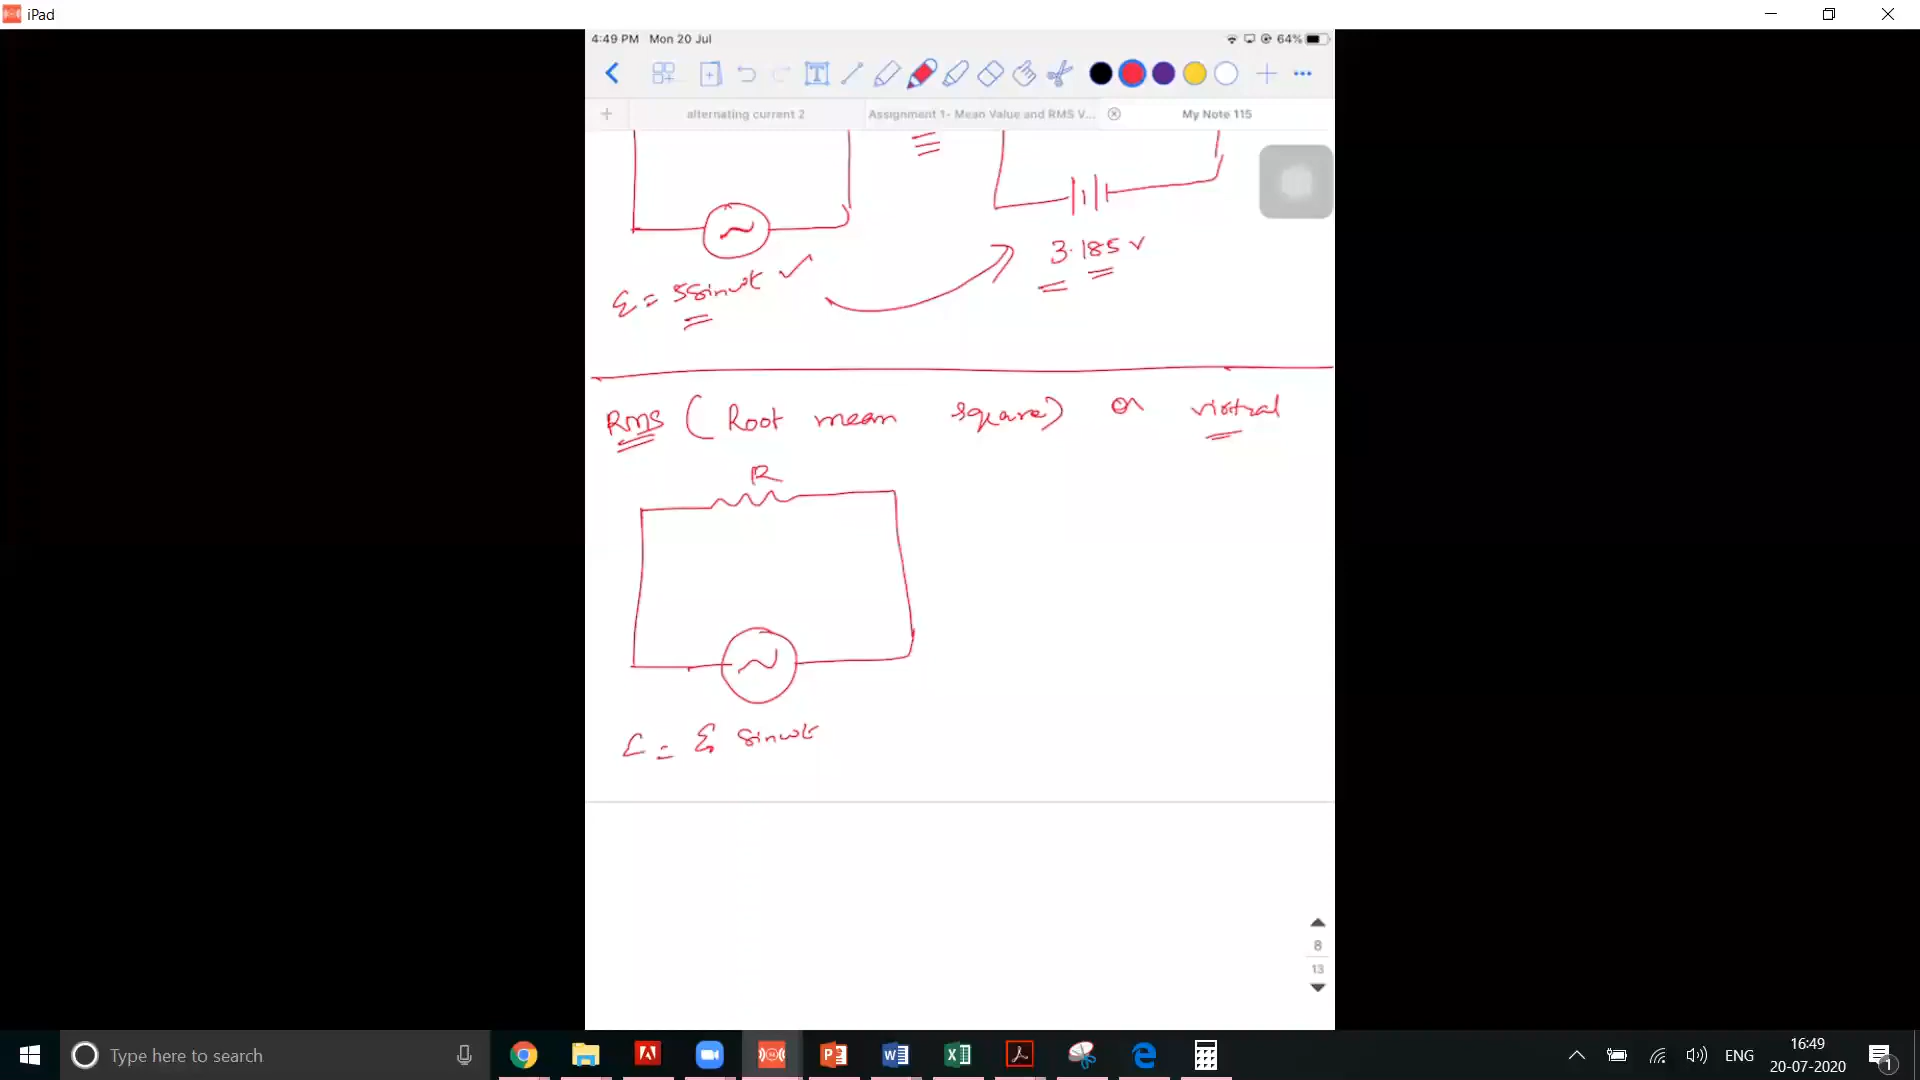 iPad
4:49 PM Mon 20 Jul
64%
T
alternating current 2
Assignment 1- Mean Value and RMS V...
My Note 115
3.185 V
ε = 5sinωt ✓
RMS (Root mean square) or virtual
R
ε = ε₀ sinωt
8
13
Type here to search
ENG
16:49
20-07-2020
1